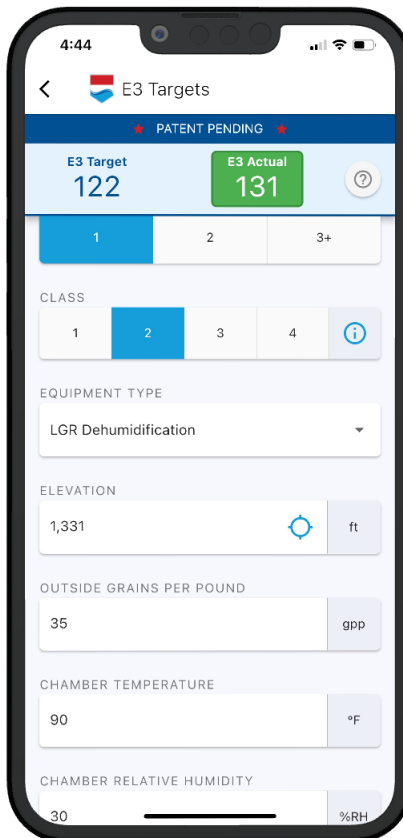 4:44
E3 Targets
PATENT PENDING
E3 Target
122
E3 Actual
131
1 2 3+
CLASS
1 2 3 4
EQUIPMENT TYPE
LGR Dehumidification
ELEVATION
1,331 ft
OUTSIDE GRAINS PER POUND
35 gpp
CHAMBER TEMPERATURE
90 °F
CHAMBER RELATIVE HUMIDITY
30 %RH